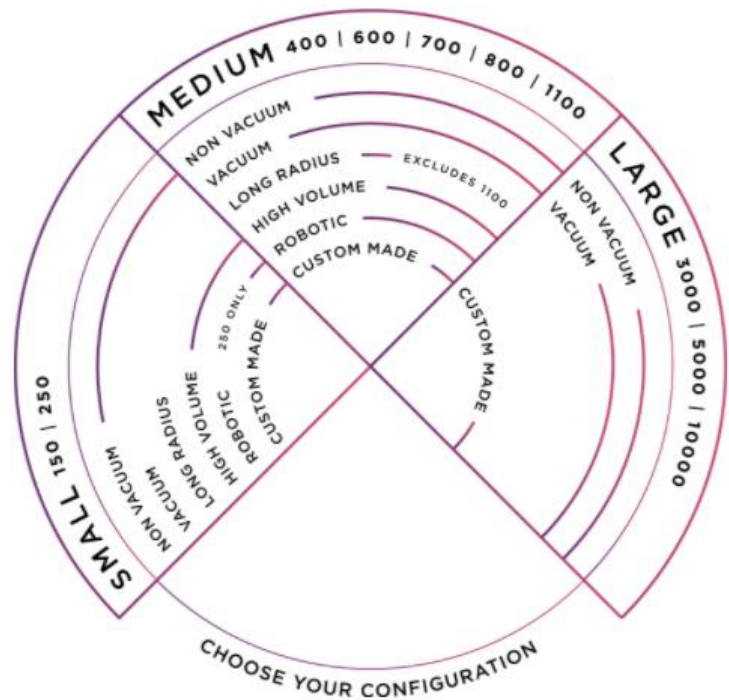 SMALL 150 | 250
NON VACUUM
VACUUM
LONG RADIUS
HIGH VOLUME
ROBOTIC
250 ONLY
CUSTOM MADE
MEDIUM 400 | 600 | 700 | 800 | 1100
NON VACUUM
VACUUM
LONG RADIUS
EXCLUDES 1100
HIGH VOLUME
ROBOTIC
CUSTOM MADE
LARGE 3000 | 5000 | 10000
NON VACUUM
VACUUM
CUSTOM MADE
CHOOSE YOUR CONFIGURATION